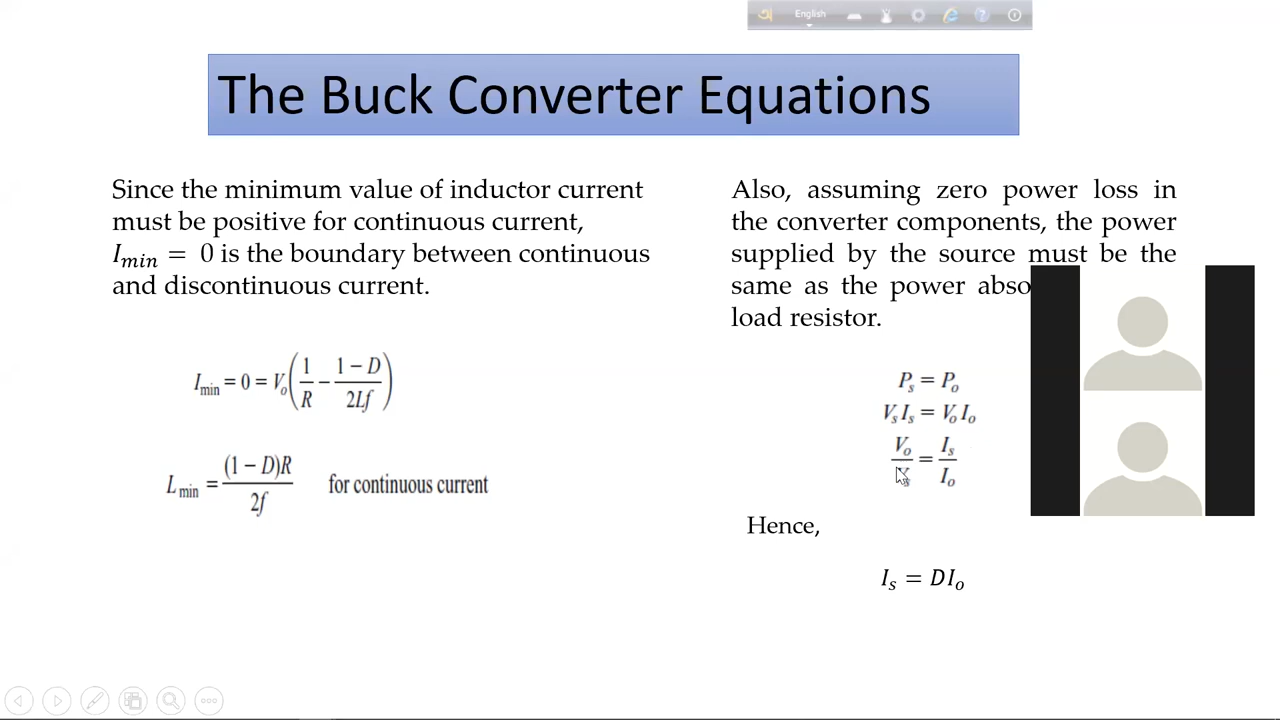 English
The Buck Converter Equations
Since the minimum value of inductor current
must be positive for continuous current,
I_min = 0 is the boundary between continuous
and discontinuous current.
I_min = 0 = V_o(1/R − (1 − D)/2Lf)
L_min = (1 − D)R/2f for continuous current
Also, assuming zero power loss in
the converter components, the power
supplied by the source must be the
same as the power abso
load resistor.
P_s = P_o
V_s I_s = V_o I_o
V_o/V_s = I_s/I_o
Hence,
I_s = DI_o